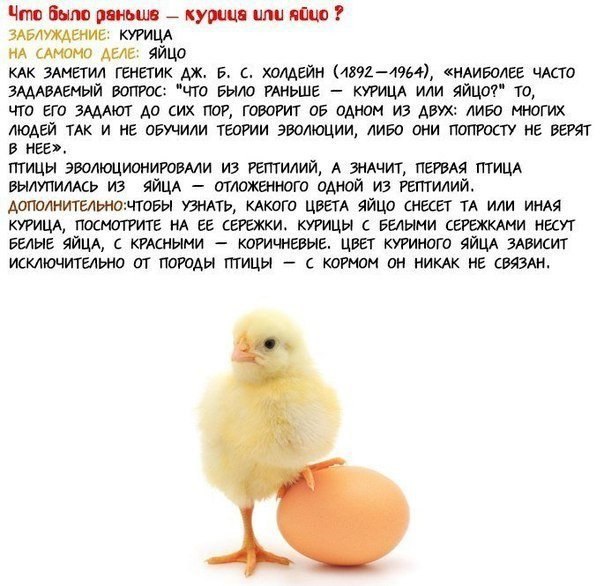 Что было раньше — курица или яйцо ?
ЗАБЛУЖДЕНИЕ: КУРИЦА
НА САМОМО ДЕЛЕ: ЯЙЦО
КАК ЗАМЕТИЛ ГЕНЕТИК ДЖ. Б. С. ХОЛДЕЙН (1892—1964), «НАИБОЛЕЕ ЧАСТО
ЗАДАВАЕМЫЙ ВОПРОС: "ЧТО БЫЛО РАНЬШЕ — КУРИЦА ИЛИ ЯЙЦО?" ТО,
ЧТО ЕГО ЗАДАЮТ ДО СИХ ПОР, ГОВОРИТ ОБ ОДНОМ ИЗ ДВУХ: ЛИБО МНОГИХ
ЛЮДЕЙ ТАК И НЕ ОБУЧИЛИ ТЕОРИИ ЭВОЛЮЦИИ, ЛИБО ОНИ ПОПРОСТУ НЕ ВЕРЯТ
В НЕЕ».
ПТИЦЫ ЭВОЛЮЦИОНИРОВАЛИ ИЗ РЕПТИЛИЙ, А ЗНАЧИТ, ПЕРВАЯ ПТИЦА
ВЫЛУПИЛАСЬ ИЗ ЯЙЦА — ОТЛОЖЕННОГО ОДНОЙ ИЗ РЕПТИЛИЙ.
ДОПОЛНИТЕЛЬНО:ЧТОБЫ УЗНАТЬ, КАКОГО ЦВЕТА ЯЙЦО СНЕСЕТ ТА ИЛИ ИНАЯ
КУРИЦА, ПОСМОТРИТЕ НА ЕЕ СЕРЕЖКИ. КУРИЦЫ С БЕЛЫМИ СЕРЕЖКАМИ НЕСУТ
БЕЛЫЕ ЯЙЦА, С КРАСНЫМИ — КОРИЧНЕВЫЕ. ЦВЕТ КУРИНОГО ЯЙЦА ЗАВИСИТ
ИСКЛЮЧИТЕЛЬНО ОТ ПОРОДЫ ПТИЦЫ — С КОРМОМ ОН НИКАК НЕ СВЯЗАН.